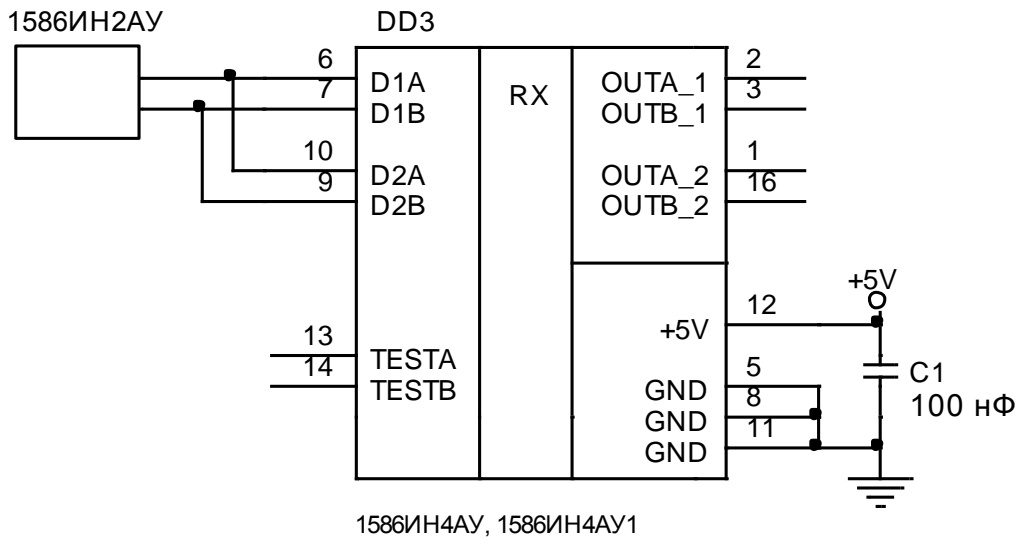 1586ИН2АУ
DD3
6 D1A RX OUTA_1 2
7 D1B OUTB_1 3
10 D2A OUTA_2 1
9 D2B OUTB_2 16
+5V
+5V 12
13 TESTA
14 TESTB
GND 5
GND 8
GND 11
C1
100 нФ
1586ИН4АУ, 1586ИН4АУ1